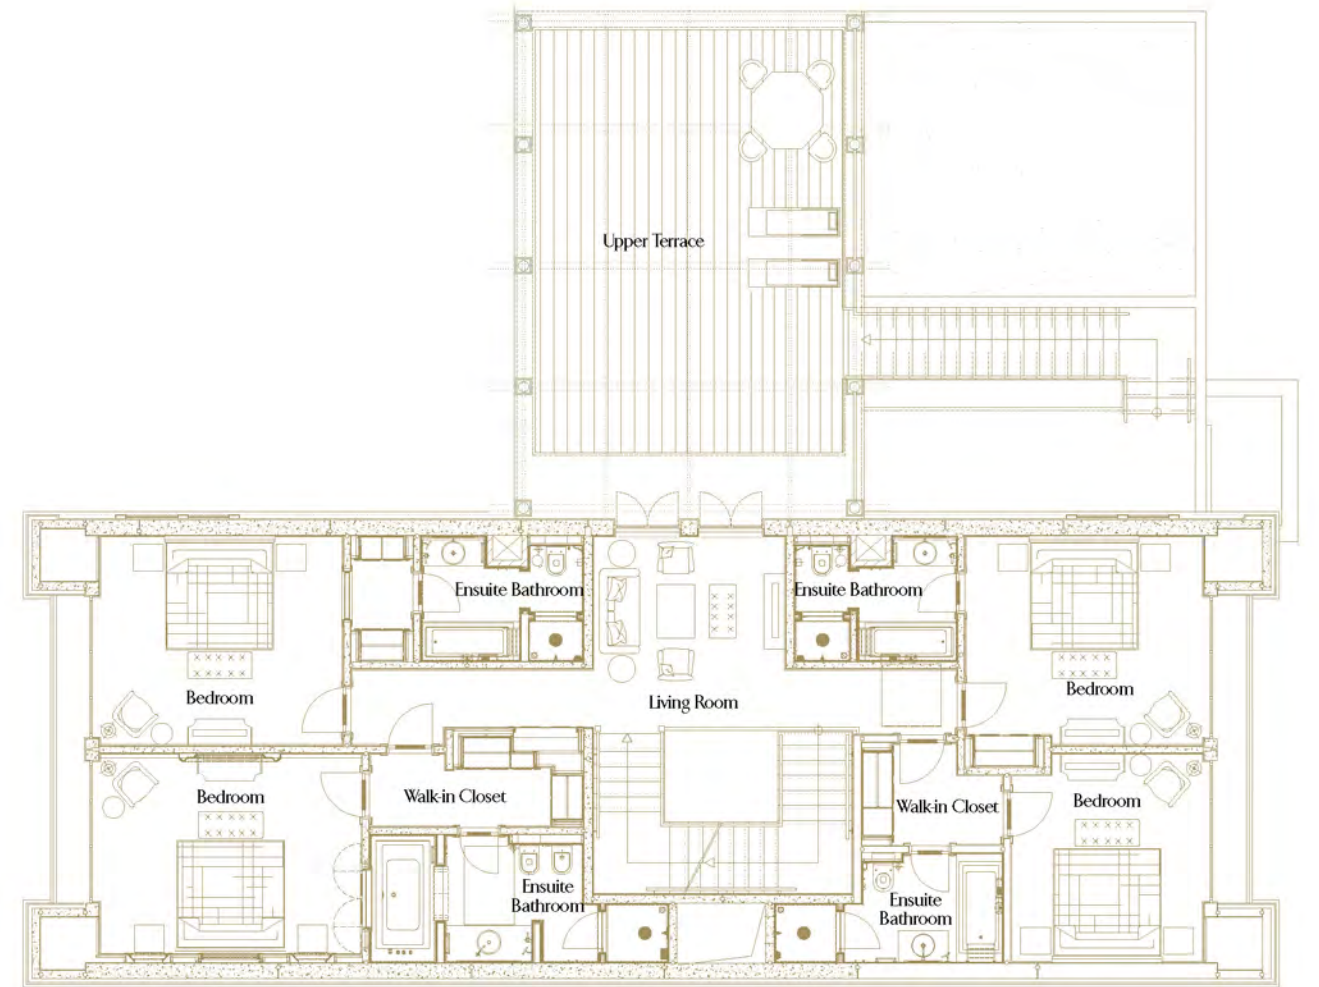 Upper Terrace
Ensuite Bathroom
Ensuite Bathroom
Bedroom
Living Room
Bedroom
Bedroom
Walk-in Closet
Walk-in Closet
Bedroom
Ensuite
Bathroom
Ensuite
Bathroom